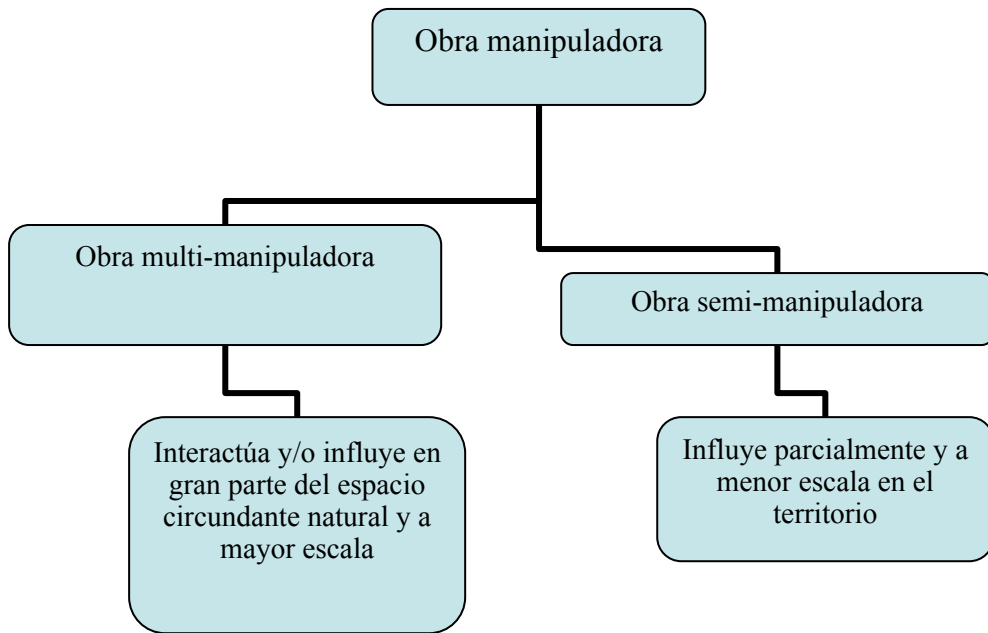 Obra manipuladora
Obra multi-manipuladora
Obra semi-manipuladora
Interactúa y/o influye en
gran parte del espacio
circundante natural y a
mayor escala
Influye parcialmente y a
menor escala en el
territorio